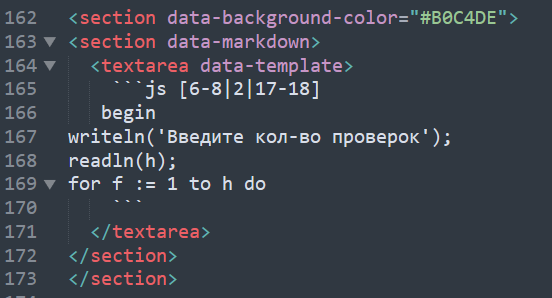 162 <section data-background-color="#B0C4DE">
163 <section data-markdown>
164 <textarea data-template>
165 ```js [6-8|2|17-18]
166 begin
167 writeln('Введите кол-во проверок');
168 readln(h);
169 for f := 1 to h do
170 ```
171 </textarea>
172 </section>
173 </section>